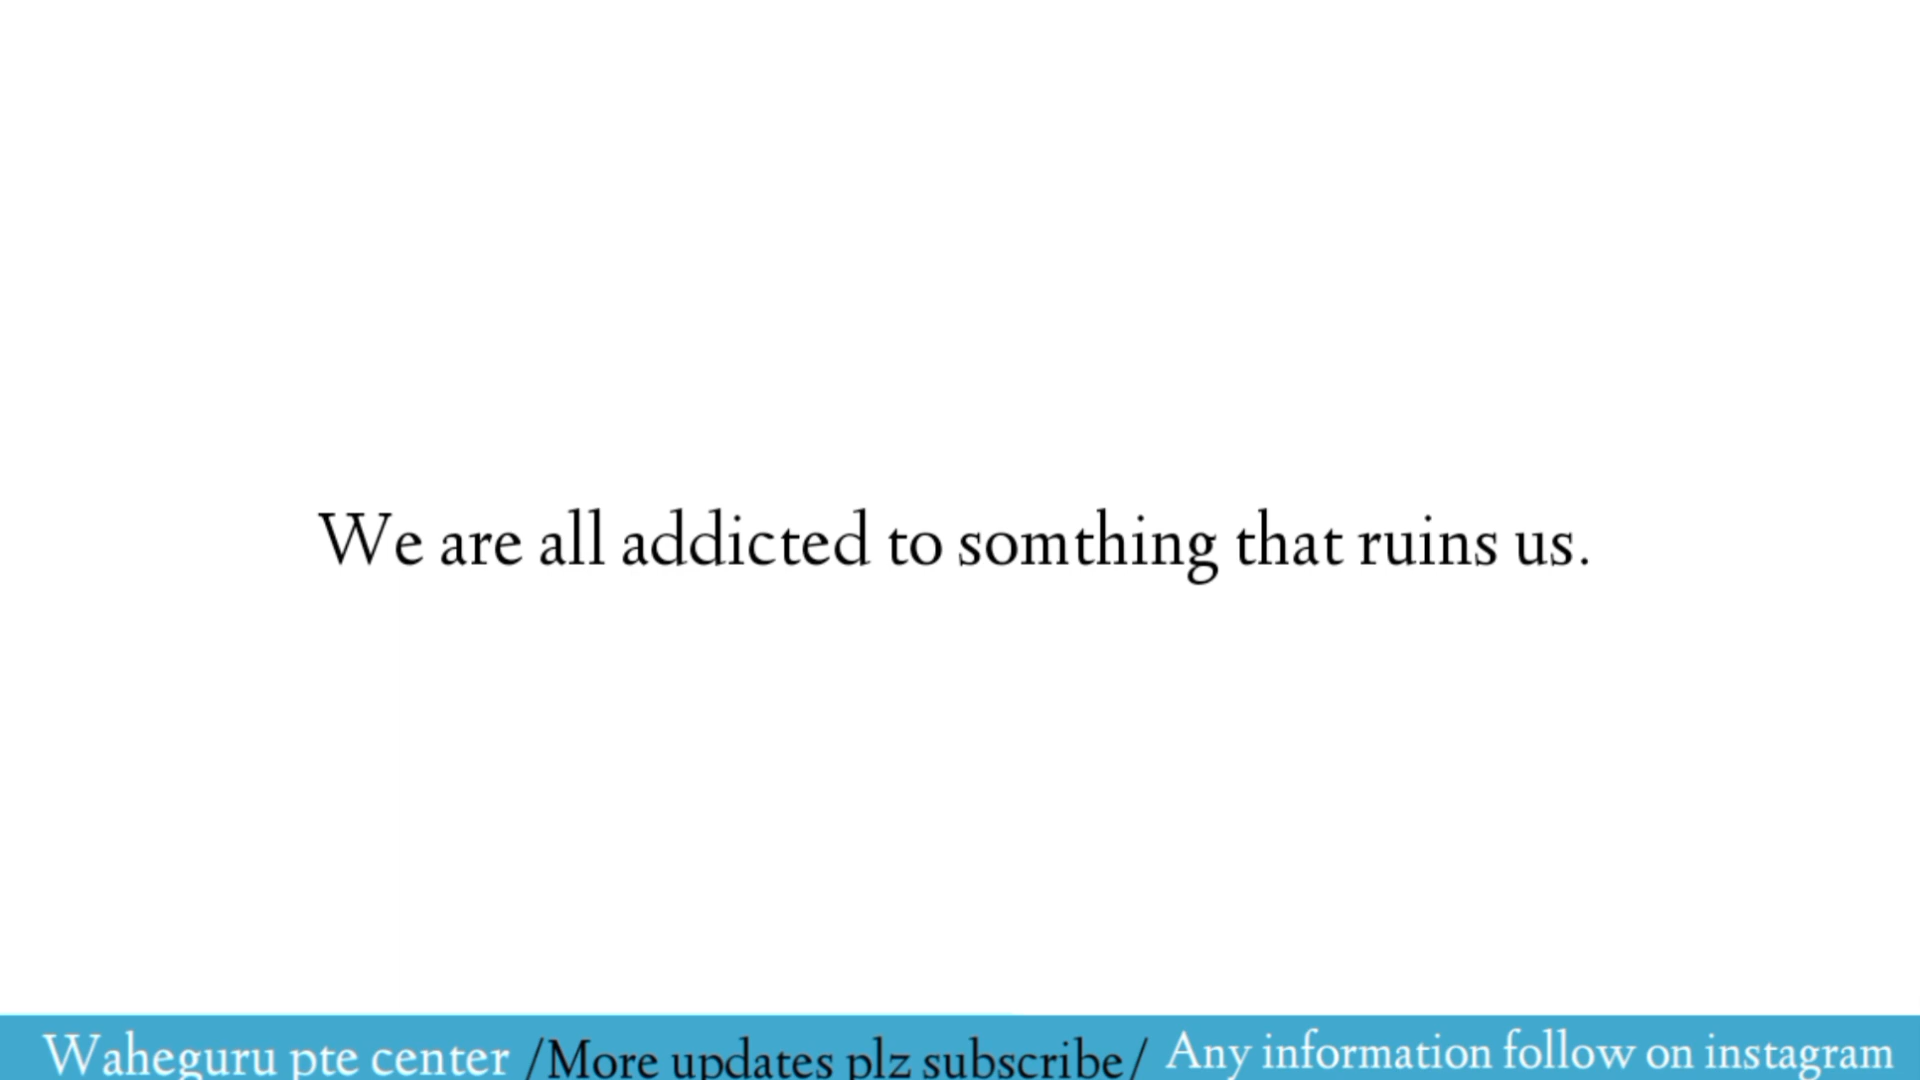 We are all addicted to somthing that ruins us.
Waheguru pte center /More updates plz subscribe/ Any information follow on instagram